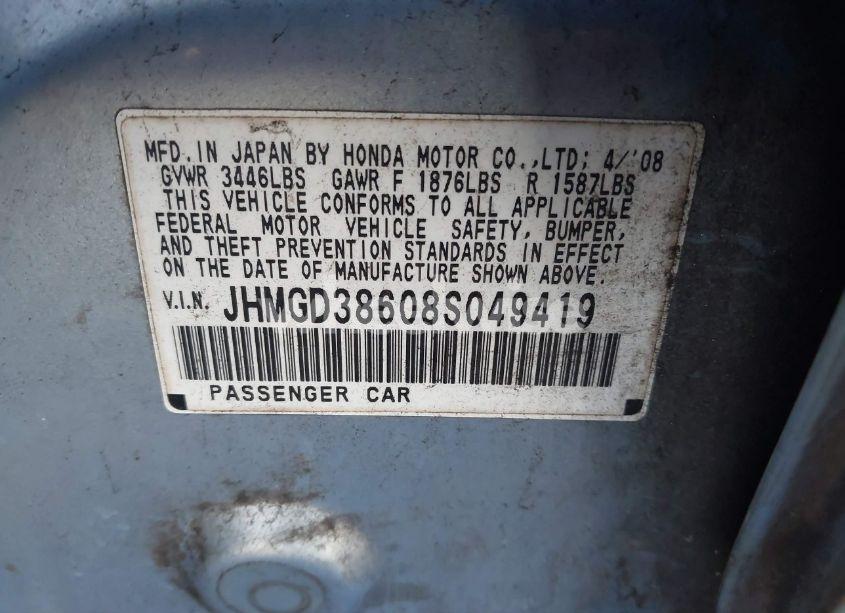 MFD. IN JAPAN BY HONDA MOTOR CO.,LTD; 4/'08
GVWR 3446LBS GAWR F 1876LBS R 1587LBS
THIS VEHICLE CONFORMS TO ALL APPLICABLE
FEDERAL MOTOR VEHICLE SAFETY, BUMPER,
AND THEFT PREVENTION STANDARDS IN EFFECT
ON THE DATE OF MANUFACTURE SHOWN ABOVE.
V.I.N. JHMGD38608S049419
PASSENGER CAR